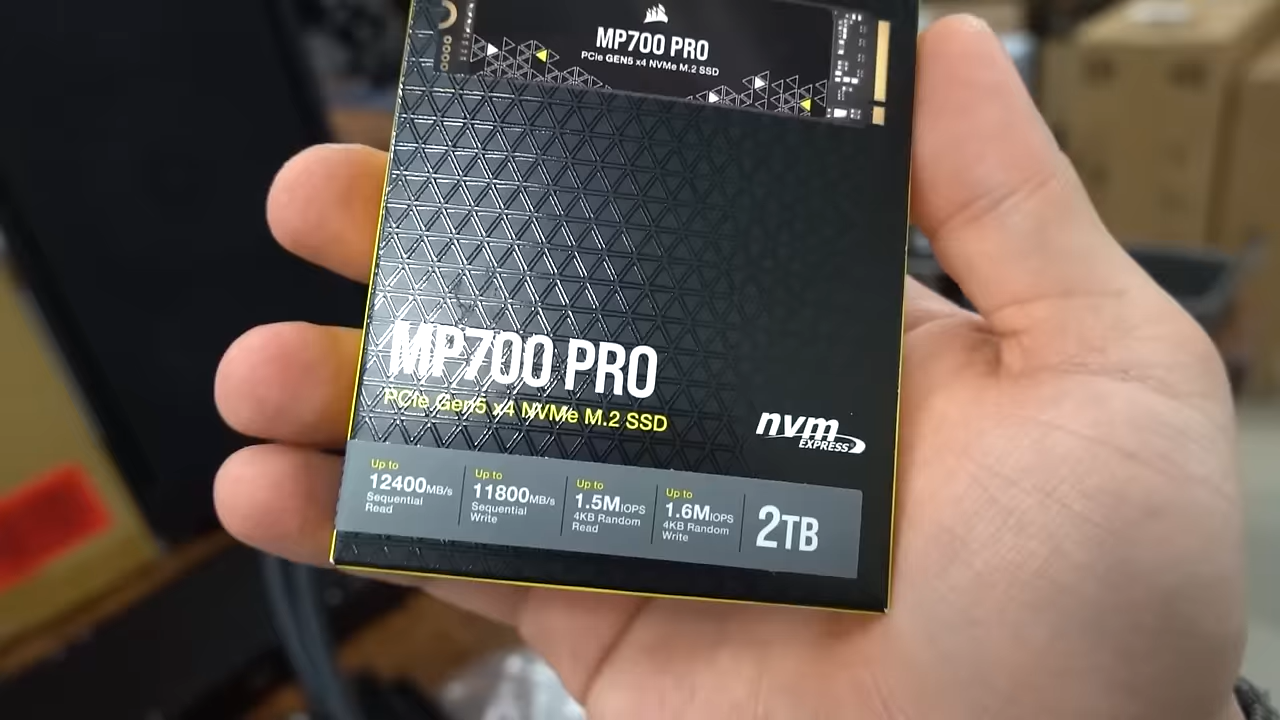 MP700 PRO
PCIe GEN5 x4 NVMe M.2 SSD
MP700 PRO
PCIe Gen5 x4 NVMe M.2 SSD
nvm
EXPRESS
Up to
12400MB/s
Sequential
Read
Up to
11800MB/s
Sequential
Write
Up to
1.5MIOPS
4KB Random
Read
Up to
1.6MIOPS
4KB Random
Write
2TB